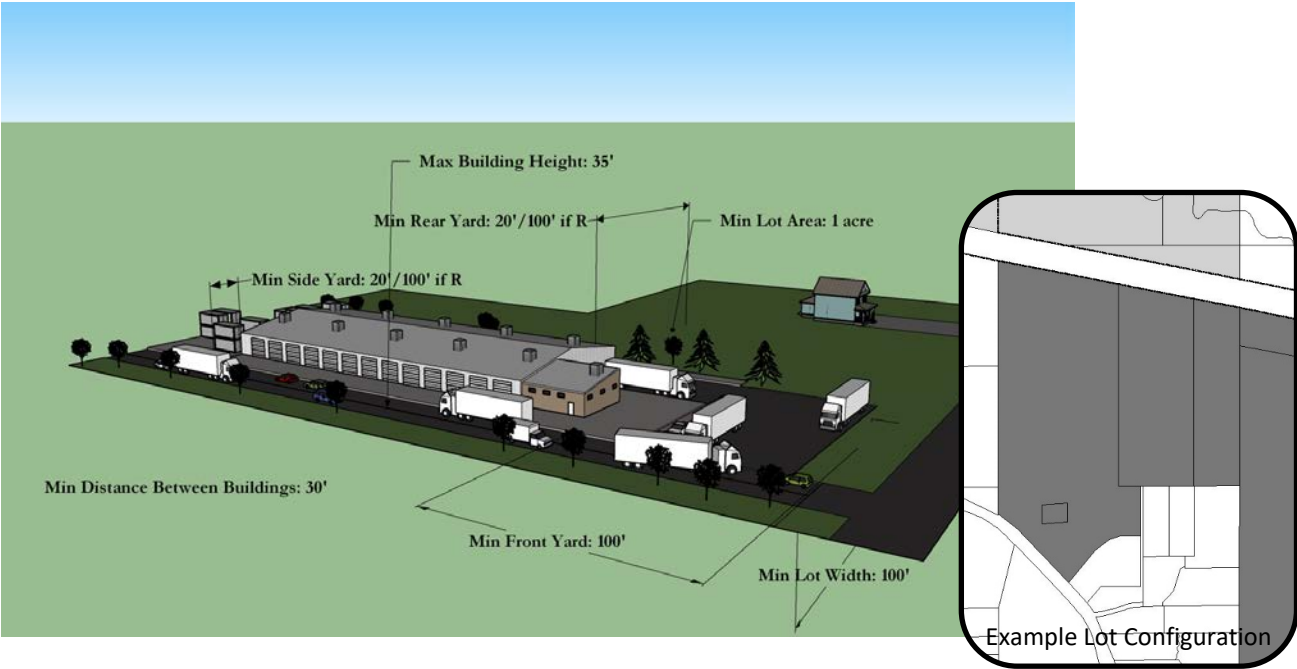 Max Building Height: 35'
Min Rear Yard: 20'/100' if R
Min Lot Area: 1 acre
Min Side Yard: 20'/100' if R
Min Distance Between Buildings: 30'
Min Front Yard: 100'
Min Lot Width: 100'
Example Lot Configuration